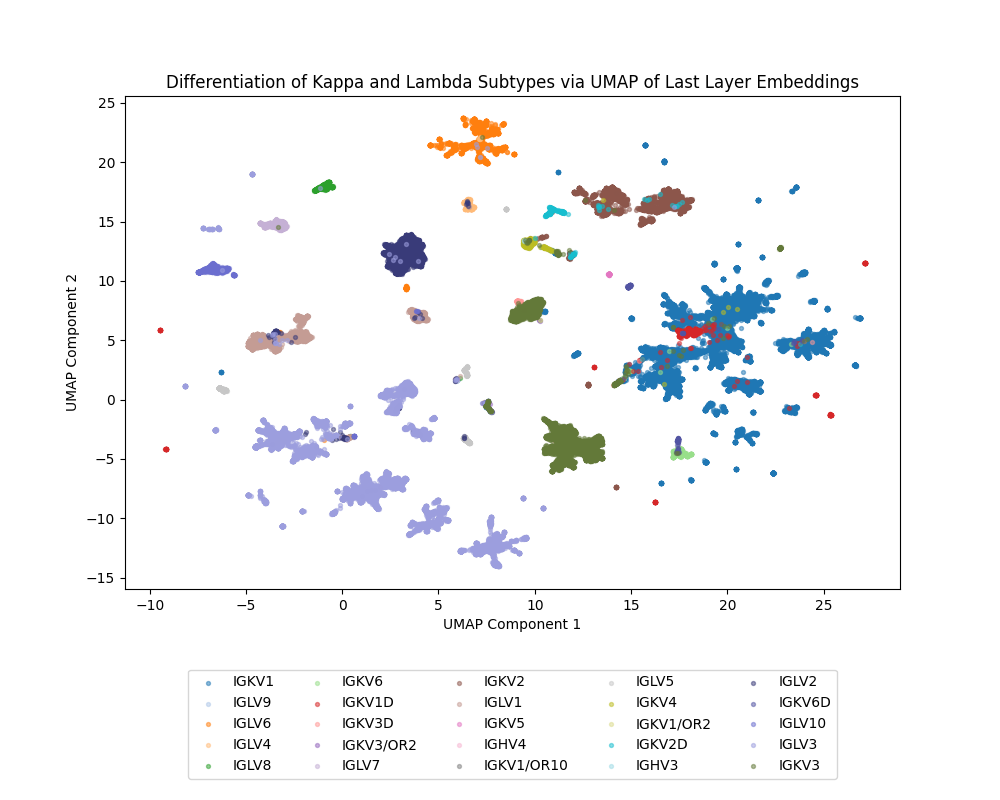 Differentiation of Kappa and Lambda Subtypes via UMAP of Last Layer Embeddings
25
20
15
10
5
0
−5
−10
−15
UMAP Component 2
−10 −5 0 5 10 15 20 25
UMAP Component 1
IGKV1 IGKV6 IGKV2 IGLV5 IGLV2
IGLV9 IGKV1D IGLV1 IGKV4 IGKV6D
IGLV6 IGKV3D IGKV5 IGKV1/OR2 IGLV10
IGLV4 IGKV3/OR2 IGHV4 IGKV2D IGLV3
IGLV8 IGLV7 IGKV1/OR10 IGHV3 IGKV3